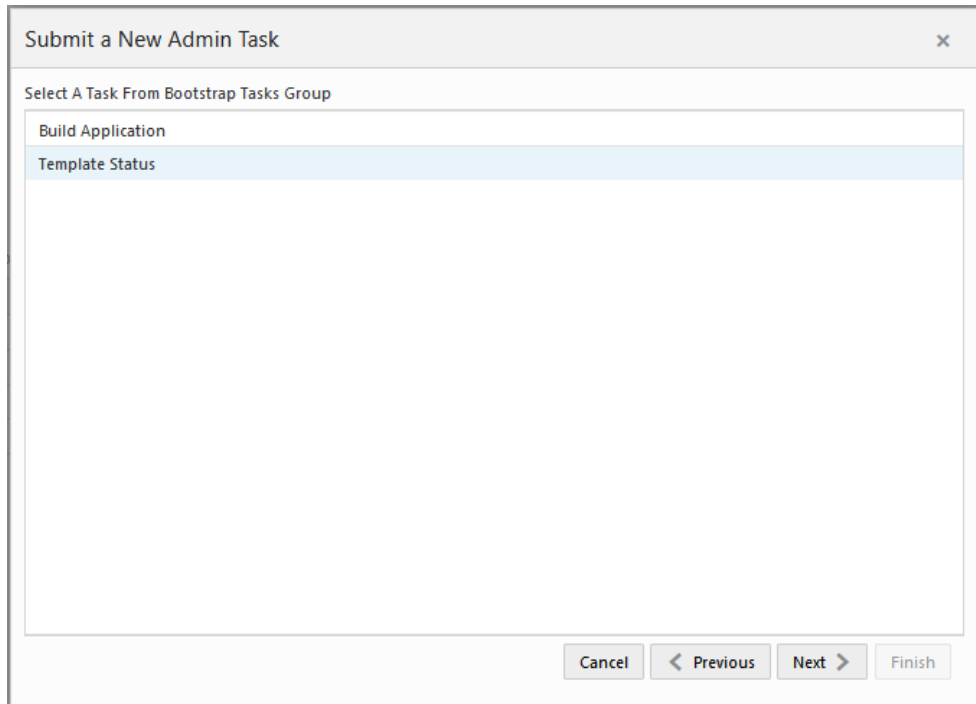 Submit a New Admin Task
Select A Task From Bootstrap Tasks Group
Build Application
Template Status
Cancel Previous Next Finish